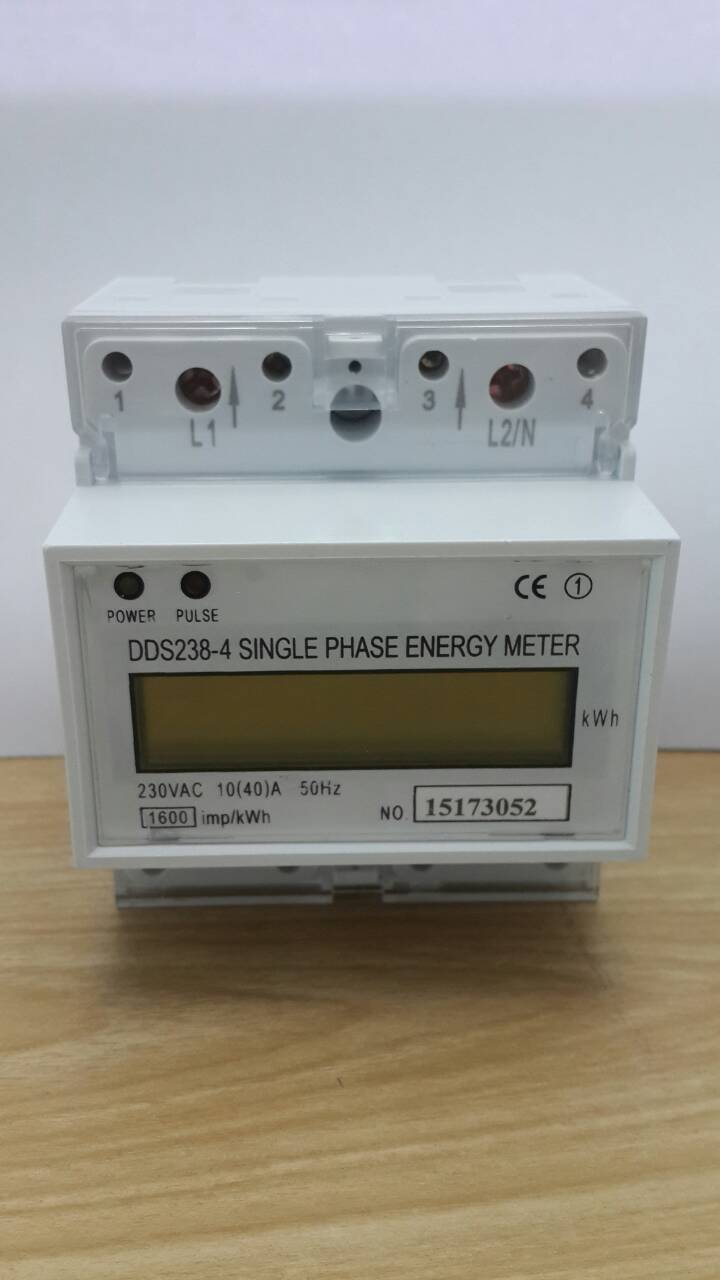 1 2 3 4
L1 L2/N
CE 1
POWER PULSE
DDS238-4 SINGLE PHASE ENERGY METER
kWh
230VAC 10(40)A 50Hz
1600 imp/kWh NO. 15173052